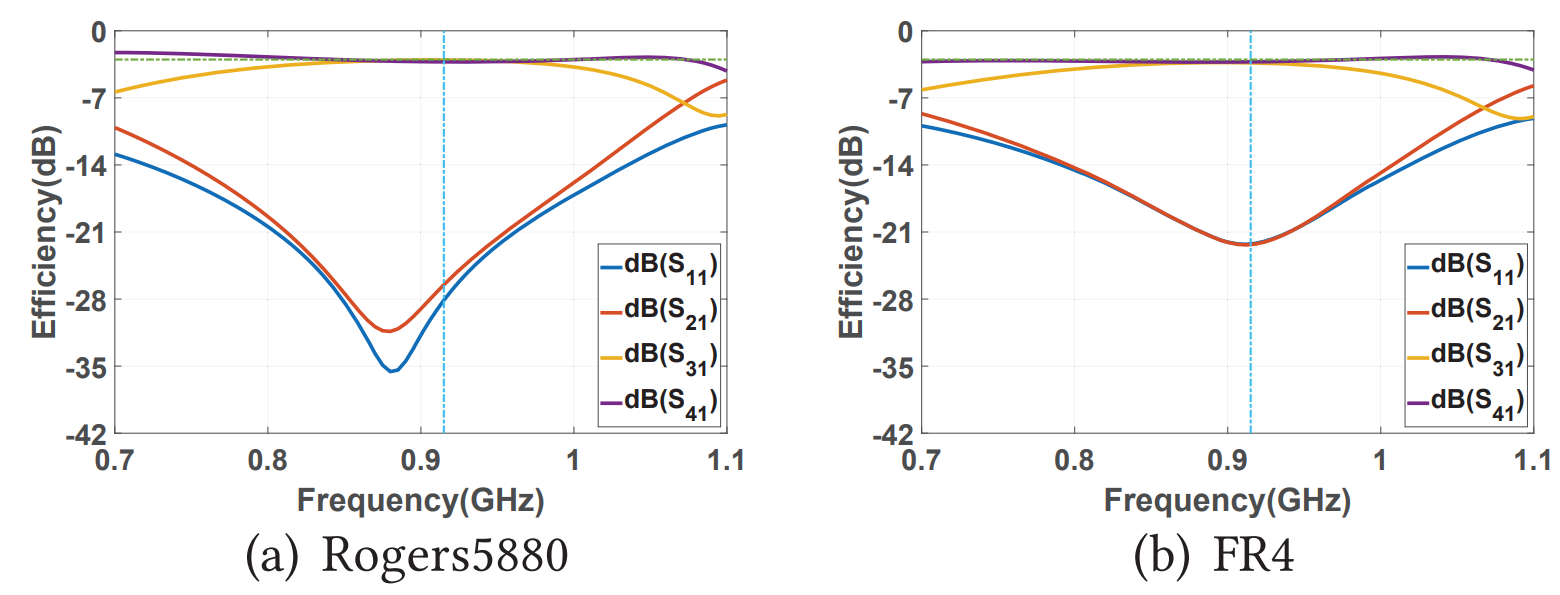 0
-7
-14
-21
-28
-35
-42
Efficiency(dB)
0.7
0.8
0.9
1
1.1
Frequency(GHz)
dB(S11)
dB(S21)
dB(S31)
dB(S41)
(a) Rogers5880
0
-7
-14
-21
-28
-35
-42
Efficiency(dB)
0.7
0.8
0.9
1
1.1
Frequency(GHz)
dB(S11)
dB(S21)
dB(S31)
dB(S41)
(b) FR4